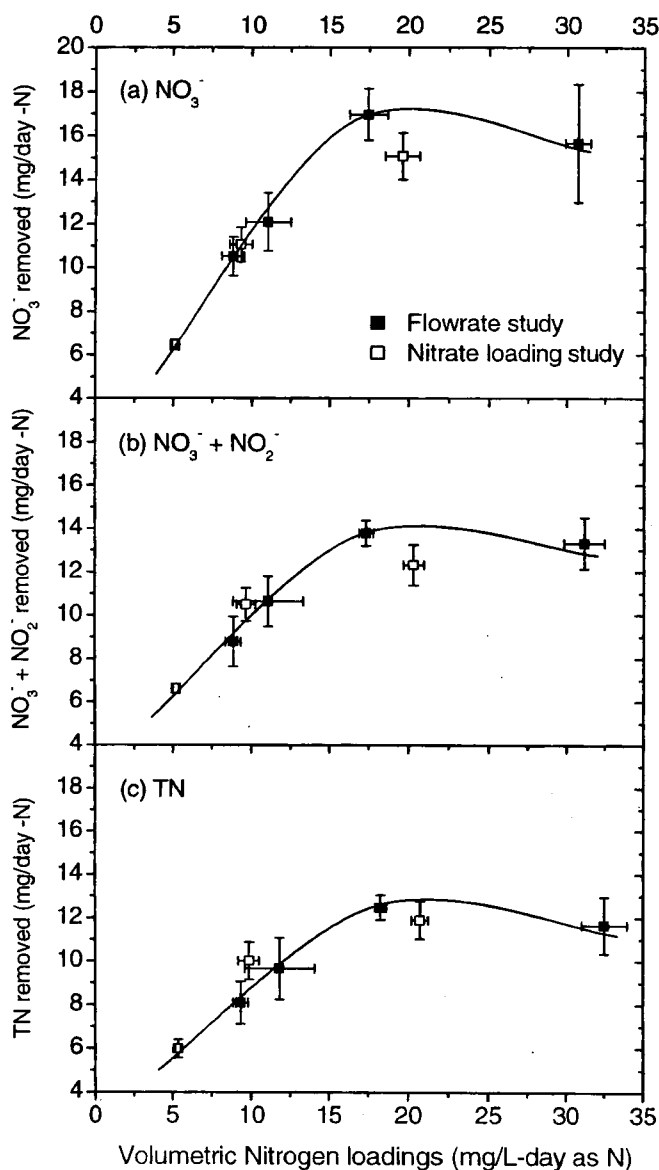 0 5 10 15 20 25 30 35
20
18
16
14
12
10
8
6
4
NO₃⁻ removed (mg/day -N)
(a) NO₃⁻
Flowrate study
Nitrate loading study
18
16
14
12
10
8
6
4
NO₃⁻ + NO₂⁻ removed (mg/day -N)
(b) NO₃⁻ + NO₂⁻
18
16
14
12
10
8
6
4
TN removed (mg/day -N)
(c) TN
0 5 10 15 20 25 30 35
Volumetric Nitrogen loadings (mg/L-day as N)